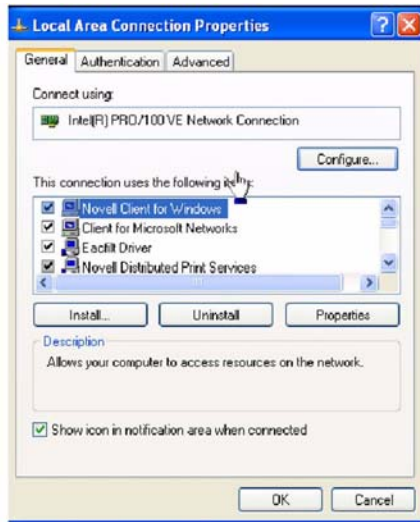 Local Area Connection Properties
General Authentication Advanced
Connect using:
Intel(R) PRO/100 VE Network Connection
Configure...
This connection uses the following
Novell Client for Windows
Client for Microsoft Networks
Eacfilt Driver
Novell Distributed Print Services
Install... Uninstall Properties
Description
Allows your computer to access resources on the network.
Show icon in notification area when connected
OK Cancel